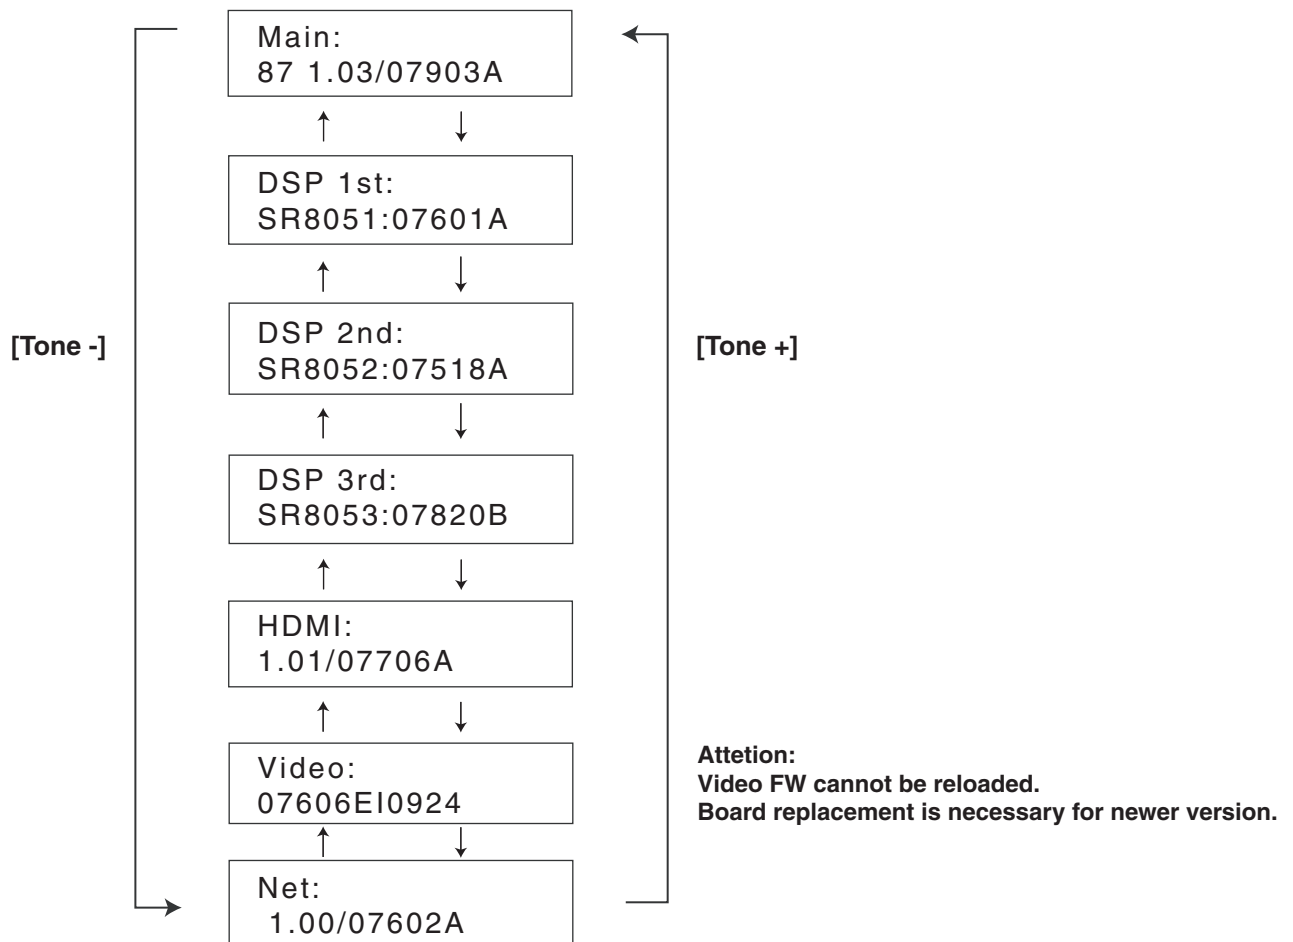 Main:
87 1.03/07903A
DSP 1st:
SR8051:07601A
[Tone -]
DSP 2nd:
SR8052:07518A
[Tone +]
DSP 3rd:
SR8053:07820B
HDMI:
1.01/07706A
Video:
07606EI0924
Attetion:
Video FW cannot be reloaded.
Board replacement is necessary for newer version.
Net:
1.00/07602A